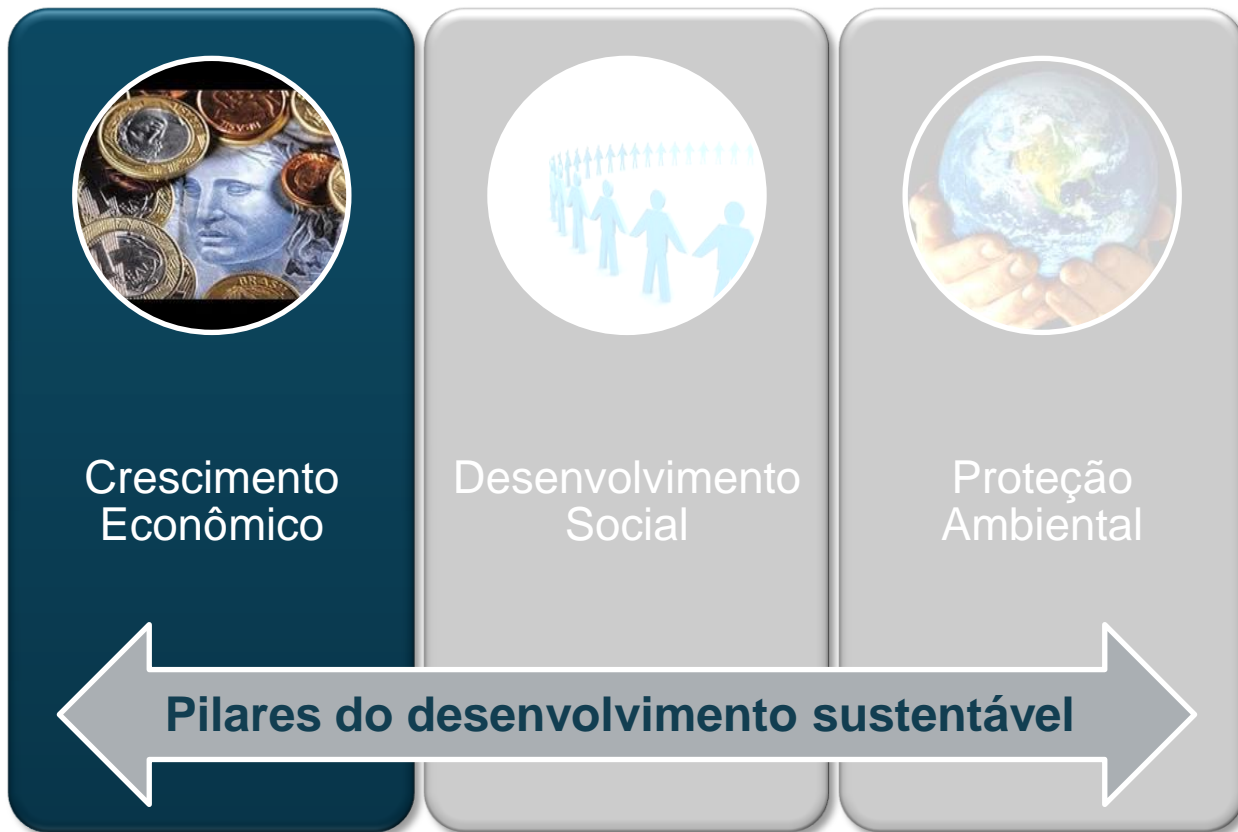 Crescimento
Econômico
Desenvolvimento
Social
Proteção
Ambiental
Pilares do desenvolvimento sustentável